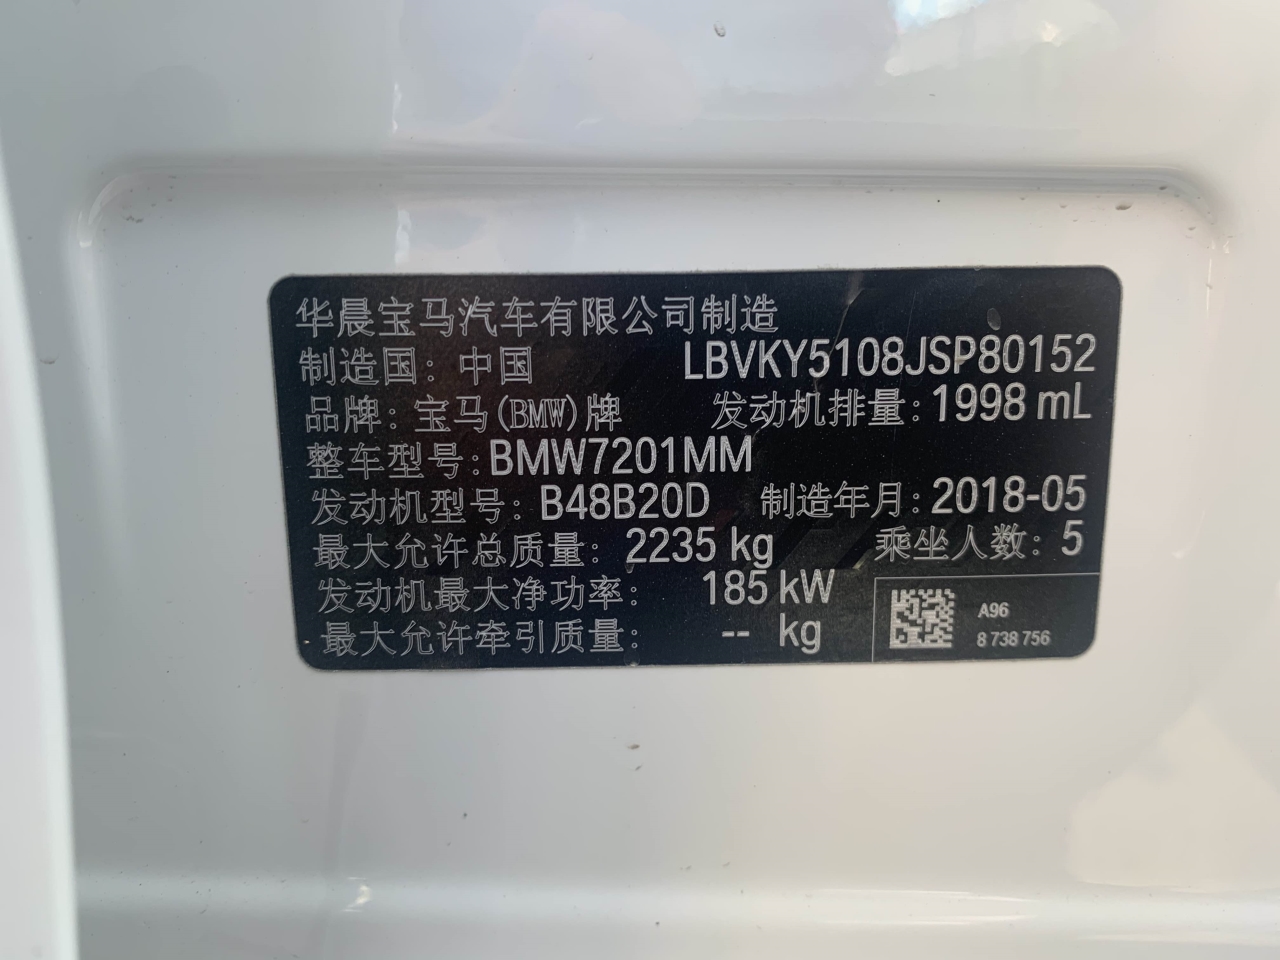 华晨宝马汽车有限公司制造
制造国: 中国 LBVKY5108JSP80152
品牌: 宝马(BMW)牌 发动机排量: 1998 mL
整车型号: BMW7201MM
发动机型号: B48B20D 制造年月: 2018-05
最大允许总质量: 2235 kg 乘坐人数: 5
发动机最大净功率: 185 kW
最大允许牵引质量: -- kg
A96
8 738 756